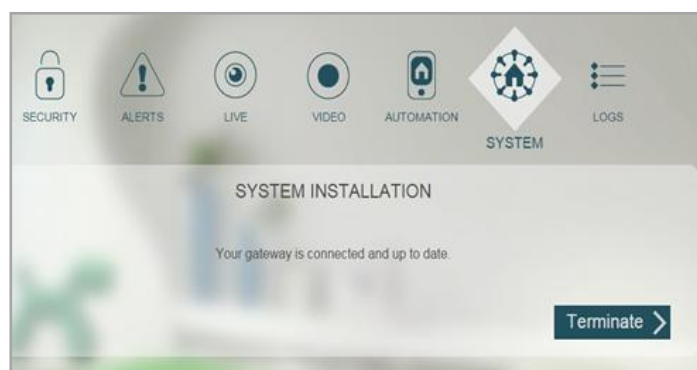 SECURITY
ALERTS
LIVE
VIDEO
AUTOMATION
SYSTEM
LOGS
SYSTEM INSTALLATION
Your gateway is connected and up to date.
Terminate